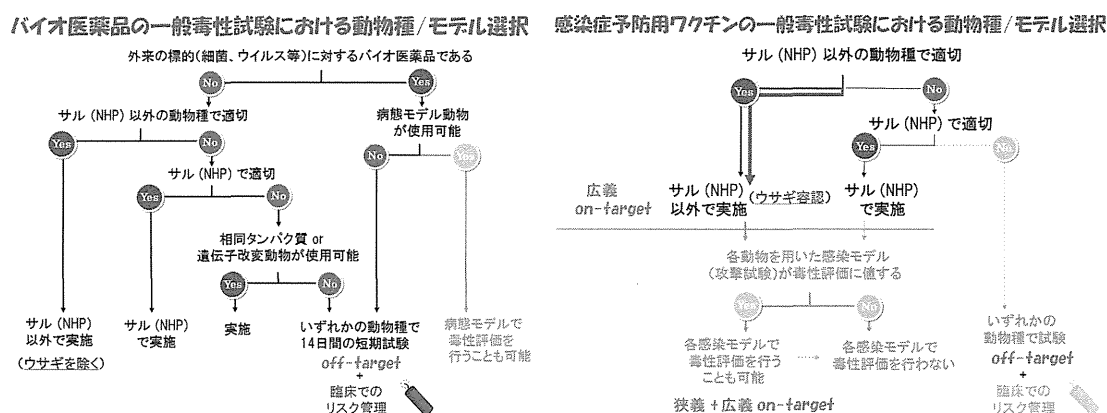 バイオ医薬品の一般毒性試験における動物種/モデル選択
外来の標的(細菌、ウイルス等)に対するバイオ医薬品である
No
Yes
サル (NHP) 以外の動物種で適切
病態モデル動物
が使用可能
Yes
No
No
Yes
サル (NHP) で適切
Yes
No
相同タンパク質 or
遺伝子改変動物が使用可能
Yes
No
サル (NHP)
以外で実施
(ウサギを除く)
サル (NHP)
で実施
実施
いずれかの動物種で
14日間の短期試験
off-target
+
臨床での
リスク管理
病態モデルで
毒性評価を
行うことも可能
感染症予防用ワクチンの一般毒性試験における動物種/モデル選択
サル (NHP) 以外の動物種で適切
Yes
No
サル (NHP) で適切
Yes
No
広義
on-target
サル (NHP)
以外で実施
(ウサギ容認)
サル (NHP)
で実施
各動物を用いた感染モデル
(攻撃試験)が毒性評価に値する
Yes
No
各感染モデルで
毒性評価を行う
ことも可能
各感染モデルで
毒性評価を行わない
狭義 + 広義 on-target
いずれかの
動物種で試験
off-target
+
臨床での
リスク管理